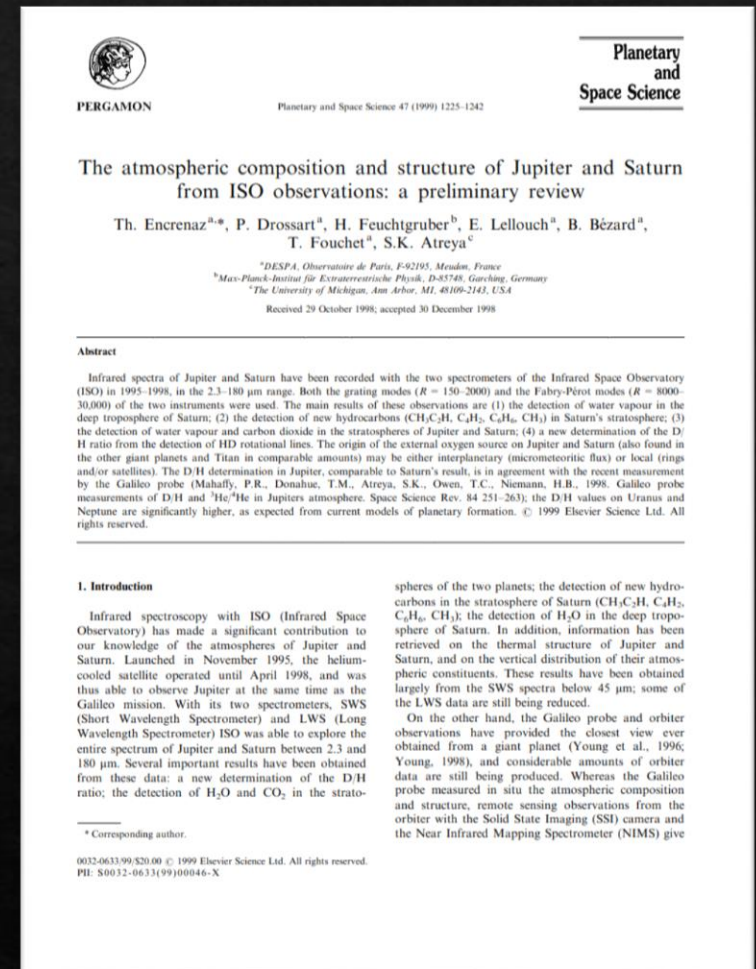 Planetary
and
Space Science
PERGAMON
Planetary and Space Science 47 (1999) 1225-1242
The atmospheric composition and structure of Jupiter and Saturn
from ISO observations: a preliminary review
Th. Encrenazᵃ,*, P. Drossartᵃ, H. Feuchtgruberᵇ, E. Lellouchᵃ, B. Bézardᵃ,
T. Fouchetᵃ, S.K. Atreyaᶜ
ᵃDESPA, Observatoire de Paris, F-92195, Meudon, France
ᵇMax-Planck-Institut für Extraterrestrische Physik, D-85748, Garching, Germany
ᶜThe University of Michigan, Ann Arbor, MI, 48109-2143, USA
Received 29 October 1998; accepted 30 December 1998
Abstract
Infrared spectra of Jupiter and Saturn have been recorded with the two spectrometers of the Infrared Space Observatory
(ISO) in 1995-1998, in the 2.3-180 μm range. Both the grating modes (R = 150-2000) and the Fabry-Pérot modes (R = 8000-
30,000) of the two instruments were used. The main results of these observations are (1) the detection of water vapour in the
deep troposphere of Saturn; (2) the detection of new hydrocarbons (CH₃C₂H, C₄H₂, C₆H₆, CH₃) in Saturn's stratosphere; (3)
the detection of water vapour and carbon dioxide in the stratospheres of Jupiter and Saturn; (4) a new determination of the D/
H ratio from the detection of HD rotational lines. The origin of the external oxygen source on Jupiter and Saturn (also found in
the other giant planets and Titan in comparable amounts) may be either interplanetary (micrometeoritic flux) or local (rings
and/or satellites). The D/H determination in Jupiter, comparable to Saturn's result, is in agreement with the recent measurement
by the Galileo probe (Mahaffy, P.R., Donahue, T.M., Atreya, S.K., Owen, T.C., Niemann, H.B., 1998. Galileo probe
measurements of D/H and ³He/⁴He in Jupiters atmosphere. Space Science Rev. 84 251-263); the D/H values on Uranus and
Neptune are significantly higher, as expected from current models of planetary formation. © 1999 Elsevier Science Ltd. All
rights reserved.
1. Introduction
Infrared spectroscopy with ISO (Infrared Space
Observatory) has made a significant contribution to
our knowledge of the atmospheres of Jupiter and
Saturn. Launched in November 1995, the helium-
cooled satellite operated until April 1998, and was
thus able to observe Jupiter at the same time as the
Galileo mission. With its two spectrometers, SWS
(Short Wavelength Spectrometer) and LWS (Long
Wavelength Spectrometer) ISO was able to explore the
entire spectrum of Jupiter and Saturn between 2.3 and
180 μm. Several important results have been obtained
from these data: a new determination of the D/H
ratio; the detection of H₂O and CO₂ in the strato-
* Corresponding author.
0032-0633/99/$20.00 © 1999 Elsevier Science Ltd. All rights reserved.
PII: S0032-0633(99)00046-X
spheres of the two planets; the detection of new hydro-
carbons in the stratosphere of Saturn (CH₃C₂H, C₄H₂,
C₆H₆, CH₃); the detection of H₂O in the deep tropo-
sphere of Saturn. In addition, information has been
retrieved on the thermal structure of Jupiter and
Saturn, and on the vertical distribution of their atmos-
pheric constituents. These results have been obtained
largely from the SWS spectra below 45 μm; some of
the LWS data are still being reduced.
On the other hand, the Galileo probe and orbiter
observations have provided the closest view ever
obtained from a giant planet (Young et al., 1996;
Young, 1998), and considerable amounts of orbiter
data are still being produced. Whereas the Galileo
probe measured in situ the atmospheric composition
and structure, remote sensing observations from the
orbiter with the Solid State Imaging (SSI) camera and
the Near Infrared Mapping Spectrometer (NIMS) give